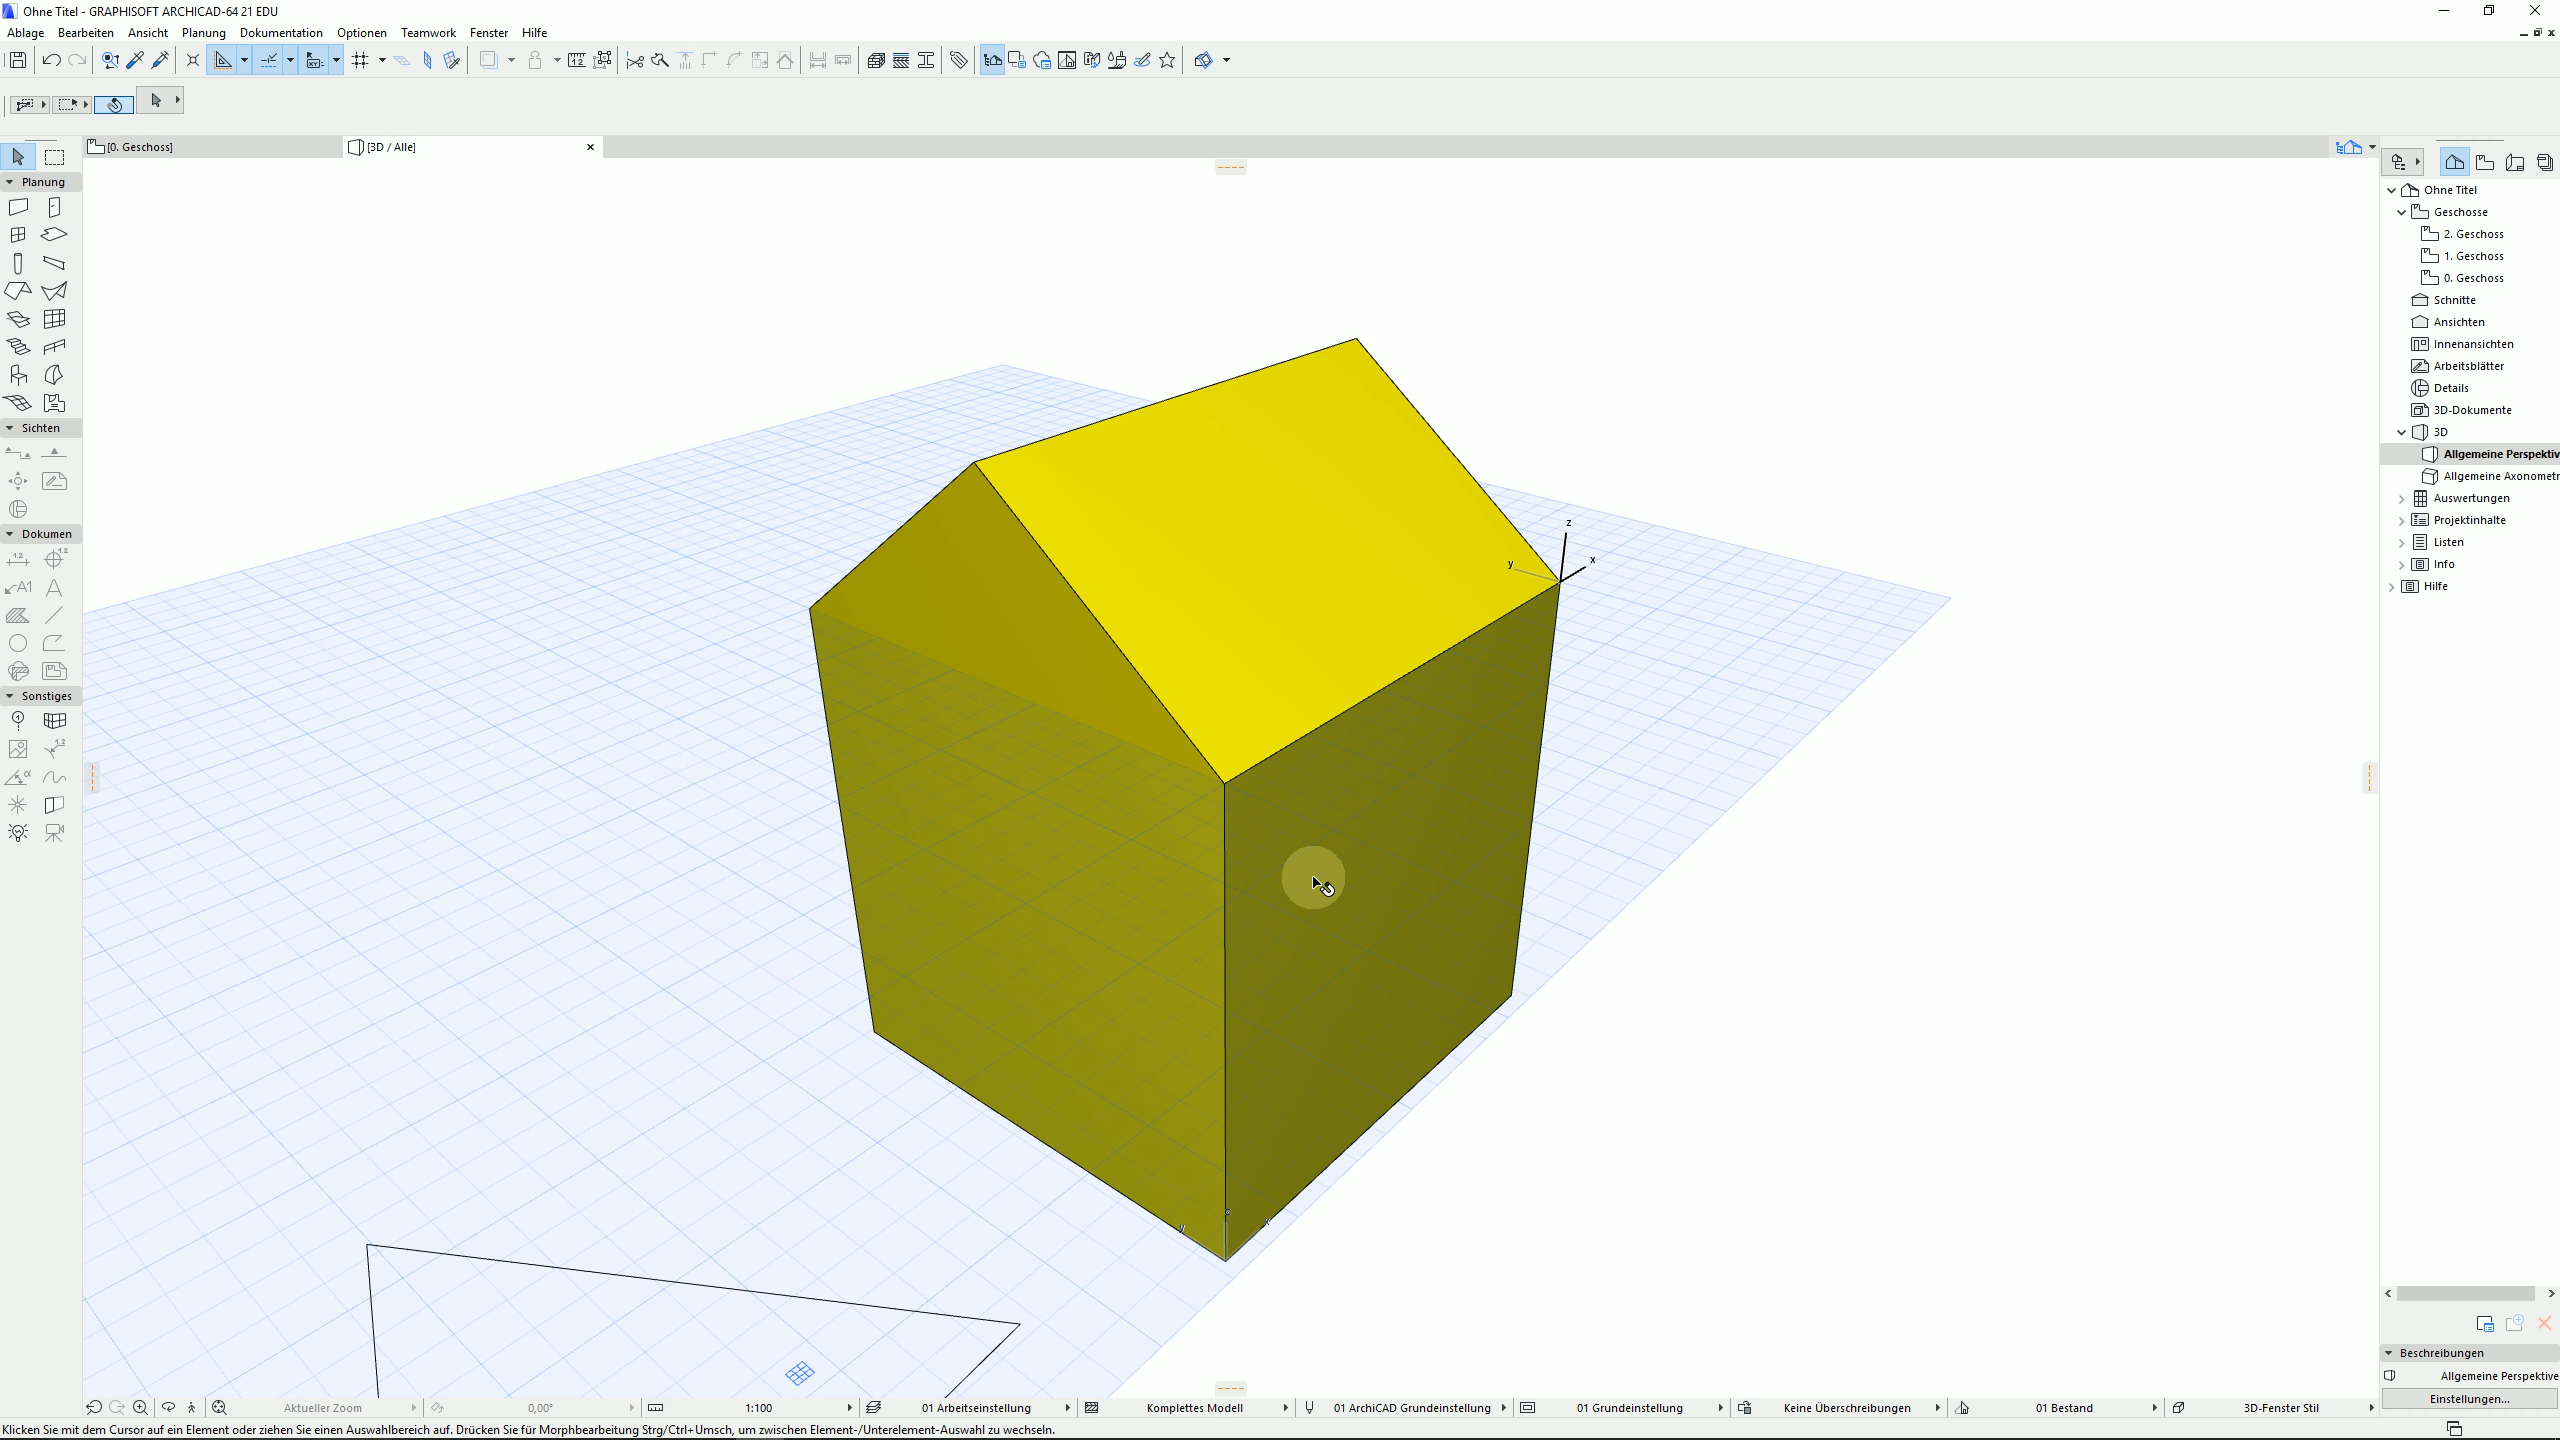 Ohne Titel - GRAPHISOFT ARCHICAD-64 21 EDU
Ablage Bearbeiten Ansicht Planung Dokumentation Optionen Teamwork Fenster Hilfe
[0. Geschoss]
[3D / Alle]
Planung
Sichten
Dokumen
Sonstiges
z
x
y
y
z
x
Ohne Titel
Geschosse
2. Geschoss
1. Geschoss
0. Geschoss
Schnitte
Ansichten
Innenansichten
Arbeitsblätter
Details
3D-Dokumente
3D
Allgemeine Perspektiv
Allgemeine Axonometr
Auswertungen
Projektinhalte
Listen
Info
Hilfe
Beschreibungen
Allgemeine Perspektive
Einstellungen...
Aktueller Zoom
0,00°
1:100
01 Arbeitseinstellung
Komplettes Modell
01 ArchiCAD Grundeinstellung
01 Grundeinstellung
Keine Überschreibungen
01 Bestand
3D-Fenster Stil
Klicken Sie mit dem Cursor auf ein Element oder ziehen Sie einen Auswahlbereich auf. Drücken Sie für Morphbearbeitung Strg/Ctrl+Umsch, um zwischen Element-/Unterelement-Auswahl zu wechseln.